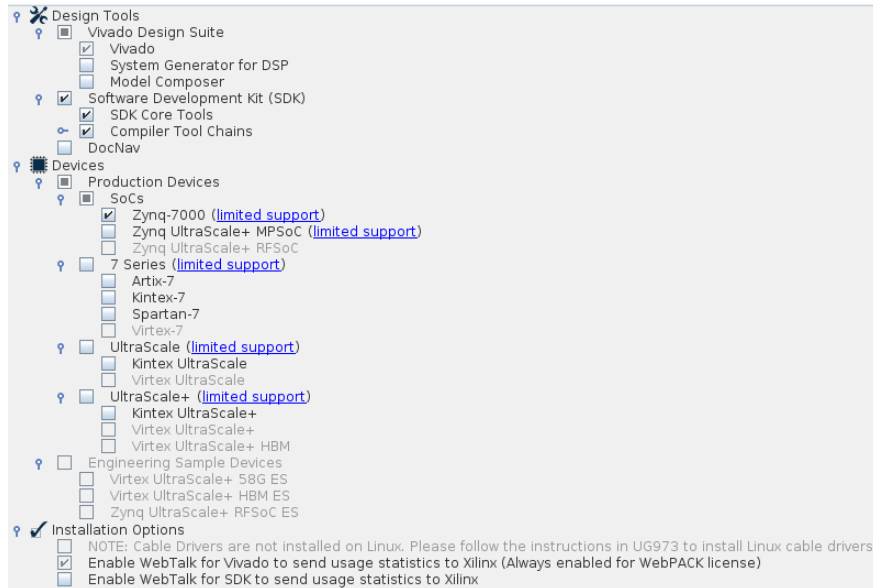 Design Tools
Vivado Design Suite
Vivado
System Generator for DSP
Model Composer
Software Development Kit (SDK)
SDK Core Tools
Compiler Tool Chains
DocNav
Devices
Production Devices
SoCs
Zynq-7000 (limited support)
Zynq UltraScale+ MPSoC (limited support)
Zynq UltraScale+ RFSoC
7 Series (limited support)
Artix-7
Kintex-7
Spartan-7
Virtex-7
UltraScale (limited support)
Kintex UltraScale
Virtex UltraScale
UltraScale+ (limited support)
Kintex UltraScale+
Virtex UltraScale+
Virtex UltraScale+ HBM
Engineering Sample Devices
Virtex UltraScale+ 58G ES
Virtex UltraScale+ HBM ES
Zynq UltraScale+ RFSoC ES
Installation Options
NOTE: Cable Drivers are not installed on Linux. Please follow the instructions in UG973 to install Linux cable drivers
Enable WebTalk for Vivado to send usage statistics to Xilinx (Always enabled for WebPACK license)
Enable WebTalk for SDK to send usage statistics to Xilinx